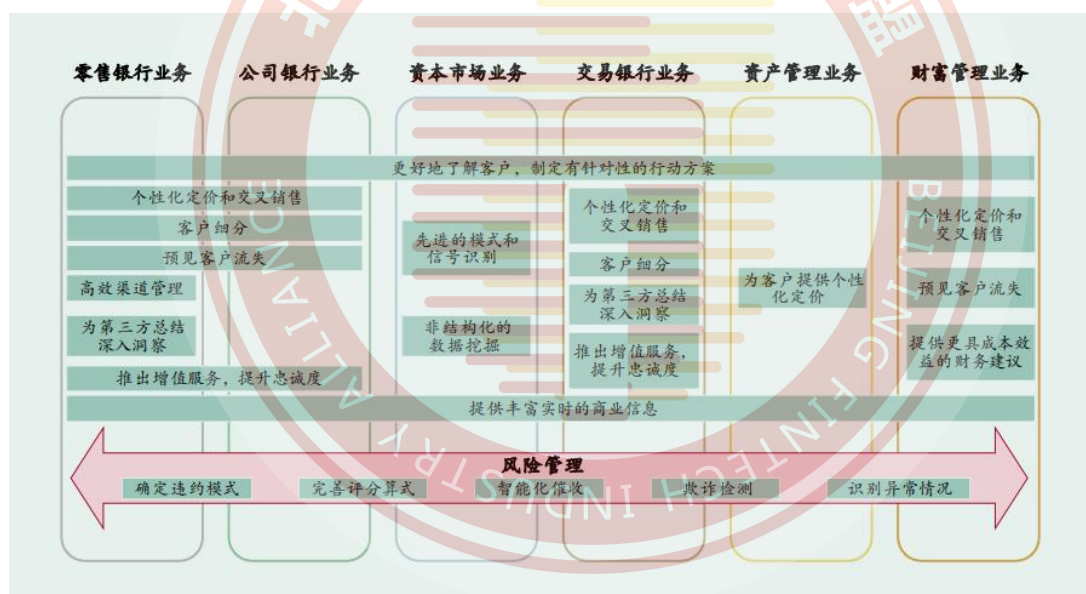 零售银行业务
公司银行业务
资本市场业务
交易银行业务
资产管理业务
财富管理业务
更好地了解客户，制定有针对性的行动方案
个性化定价和交叉销售
客户细分
预见客户流失
高效渠道管理
为第三方总结
深入洞察
推出增值服务，提升忠诚度
先进的模式和
信号识别
非结构化的
数据挖掘
个性化定价和
交叉销售
客户细分
为第三方总结
深入洞察
推出增值服务，
提升忠诚度
为客户提供个性
化定价
个性化定价和
交叉销售
预见客户流失
提供更具成本效
益的财务建议
提供丰富实时的商业信息
风险管理
确定违约模式
完善评分算式
智能化催收
欺诈检测
识别异常情况
北
盟
BEIJING FINTECH INDUSTRY ALLIANCE